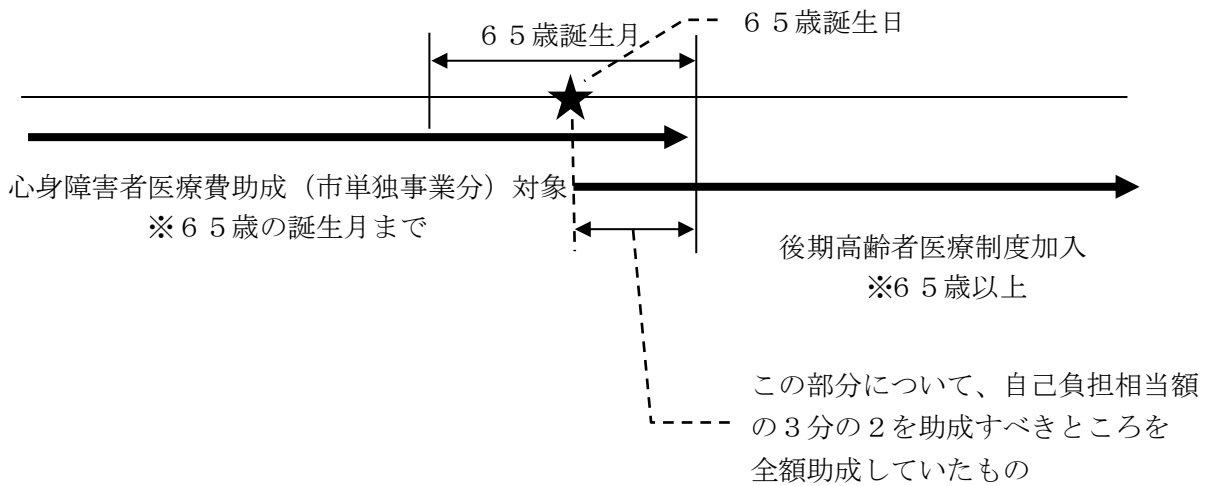 ６５歳誕生日
６５歳誕生月
心身障害者医療費助成（市単独事業分）対象
※６５歳の誕生月まで
後期高齢者医療制度加入
※６５歳以上
この部分について、自己負担相当額
の３分の２を助成すべきところを
全額助成していたもの